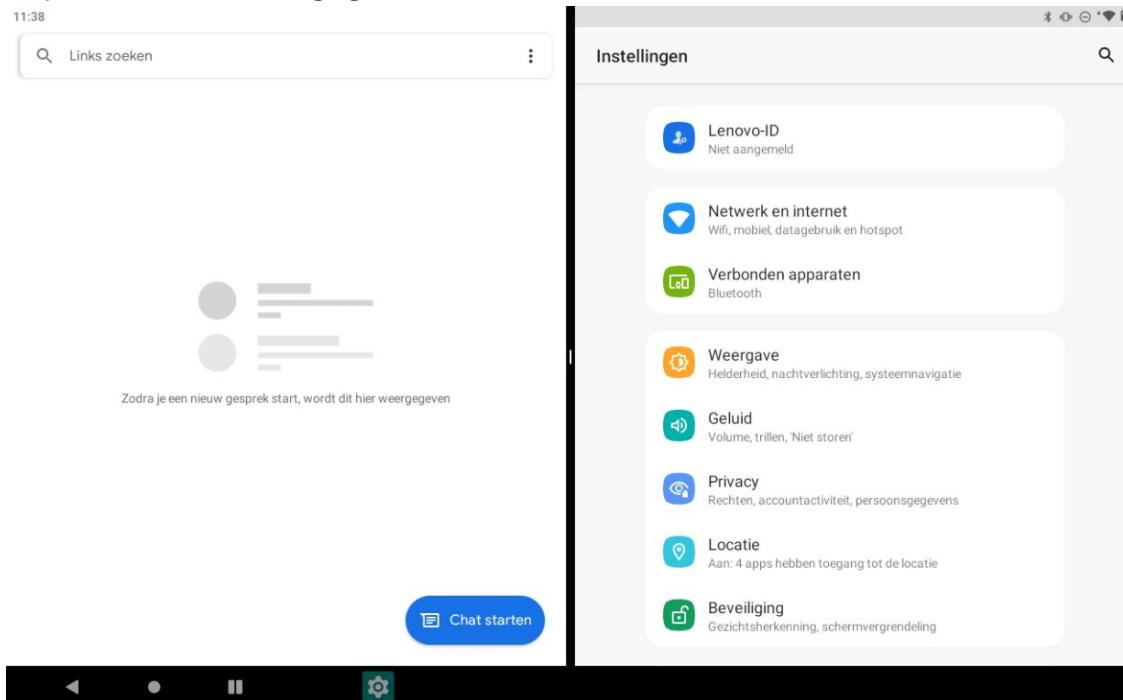 11:38
Links zoeken
Zodra je een nieuw gesprek start, wordt dit hier weergegeven
Chat starten
Instellingen
Lenovo-ID
Niet aangemeld
Netwerk en internet
Wifi, mobiel, datagebruik en hotspot
Verbonden apparaten
Bluetooth
Weergave
Helderheid, nachtverlichting, systeemnavigatie
Geluid
Volume, trillen, 'Niet storen'
Privacy
Rechten, accountactiviteit, persoonsgegevens
Locatie
Aan: 4 apps hebben toegang tot de locatie
Beveiliging
Gezichtsherkenning, schermvergrendeling